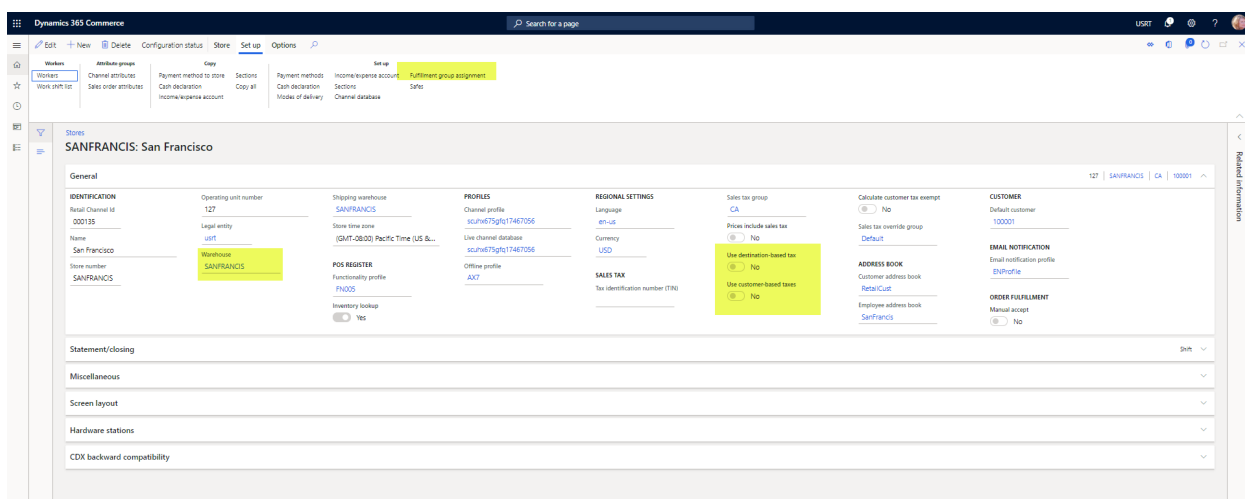 Dynamics 365 Commerce
Search for a page
USRT
?
Edit
New
Delete
Configuration status
Store
Set up
Options
0
Workers
Attribute groups
Copy
Set up
Workers
Channel attributes
Payment method to store
Sections
Payment methods
Income/expense account
Fulfillment group assignment
Work shift list
Sales order attributes
Cash declaration
Copy all
Cash declaration
Sections
Safes
Income/expense account
Modes of delivery
Channel database
Stores
SANFRANCIS: San Francisco
Related information
General
127 | SANFRANCIS | CA | 100001
IDENTIFICATION
Retail Channel Id
000135
Name
San Francisco
Store number
SANFRANCIS
Operating unit number
127
Legal entity
usrt
Warehouse
SANFRANCIS
Shipping warehouse
SANFRANCIS
Store time zone
(GMT-08:00) Pacific Time (US &...
POS REGISTER
Functionality profile
FN005
Inventory lookup
Yes
PROFILES
Channel profile
scuhx675gfq17467056
Live channel database
scuhx675gfq17467056
Offline profile
AX7
REGIONAL SETTINGS
Language
en-us
Currency
USD
SALES TAX
Tax identification number (TIN)
Sales tax group
CA
Prices include sales tax
No
Use destination-based tax
No
Use customer-based taxes
No
Calculate customer tax exempt
No
Sales tax override group
Default
ADDRESS BOOK
Customer address book
RetailCust
Employee address book
SanFrancis
CUSTOMER
Default customer
100001
EMAIL NOTIFICATION
Email notification profile
ENProfile
ORDER FULFILLMENT
Manual accept
No
Statement/closing
Shift
Miscellaneous
Screen layout
Hardware stations
CDX backward compatibility